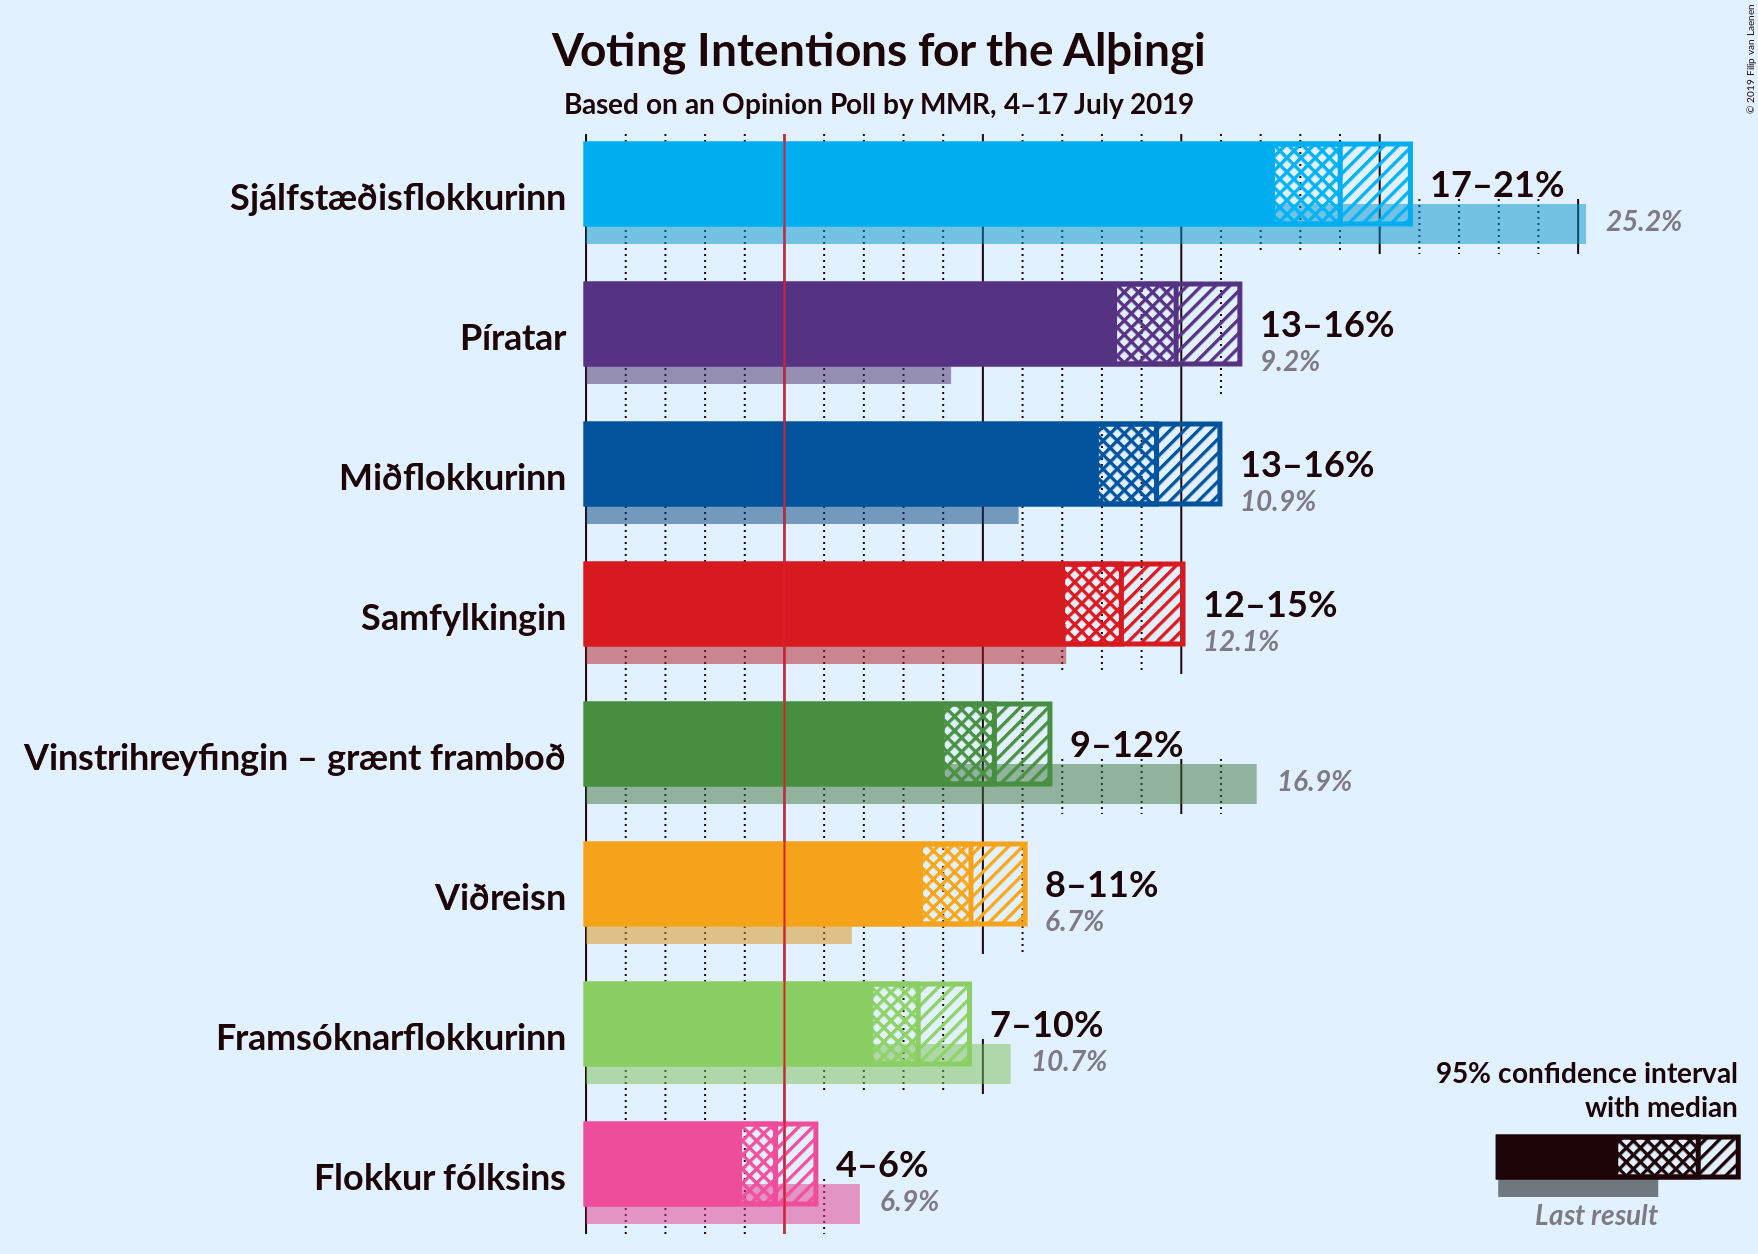 Voting Intentions for the Alþingi
Based on an Opinion Poll by MMR, 4–17 July 2019
© 2019 Filip van Laenen
Sjálfstæðisflokkurinn
17–21%
25.2%
Píratar
13–16%
9.2%
Miðflokkurinn
13–16%
10.9%
Samfylkingin
12–15%
12.1%
Vinstrihreyfingin – grænt framboð
9–12%
16.9%
Viðreisn
8–11%
6.7%
Framsóknarflokkurinn
7–10%
10.7%
Flokkur fólksins
4–6%
6.9%
95% confidence interval
with median
Last result